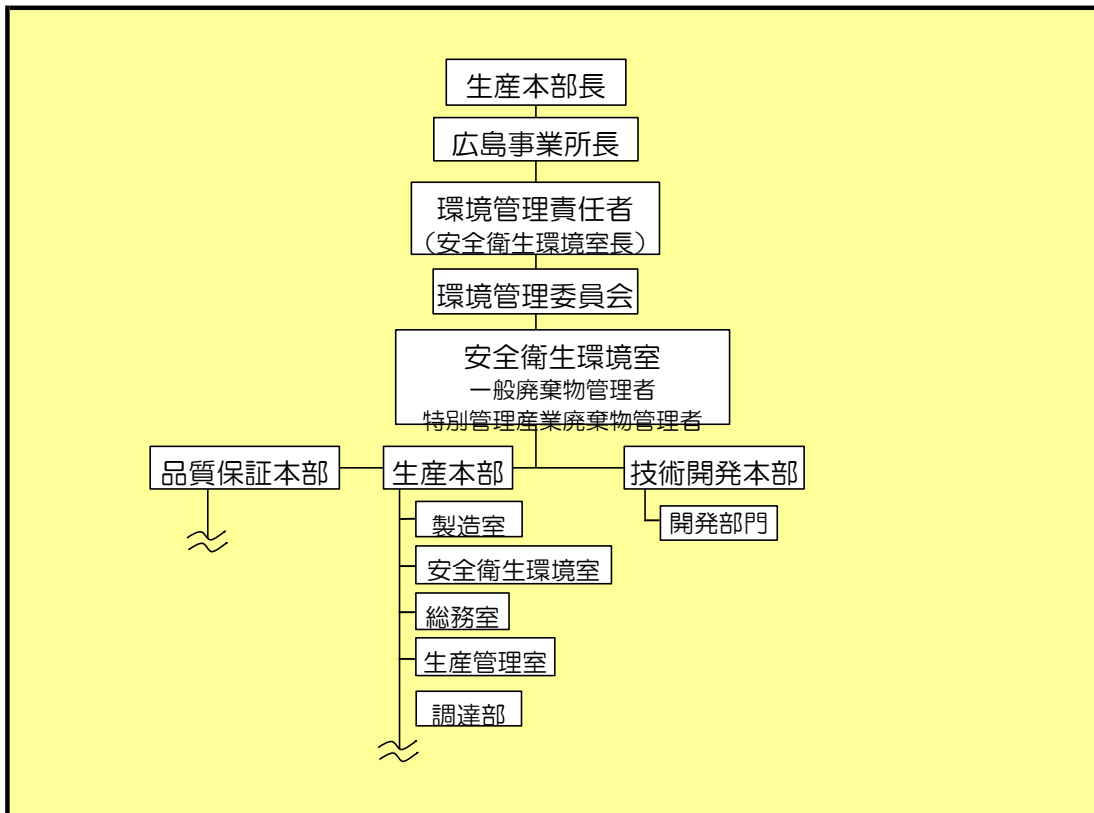 生産本部長
広島事業所長
環境管理責任者
（安全衛生環境室長）
環境管理委員会
安全衛生環境室
一般廃棄物管理者
特別管理産業廃棄物管理者
品質保証本部
生産本部
技術開発本部
製造室
開発部門
安全衛生環境室
総務室
生産管理室
調達部